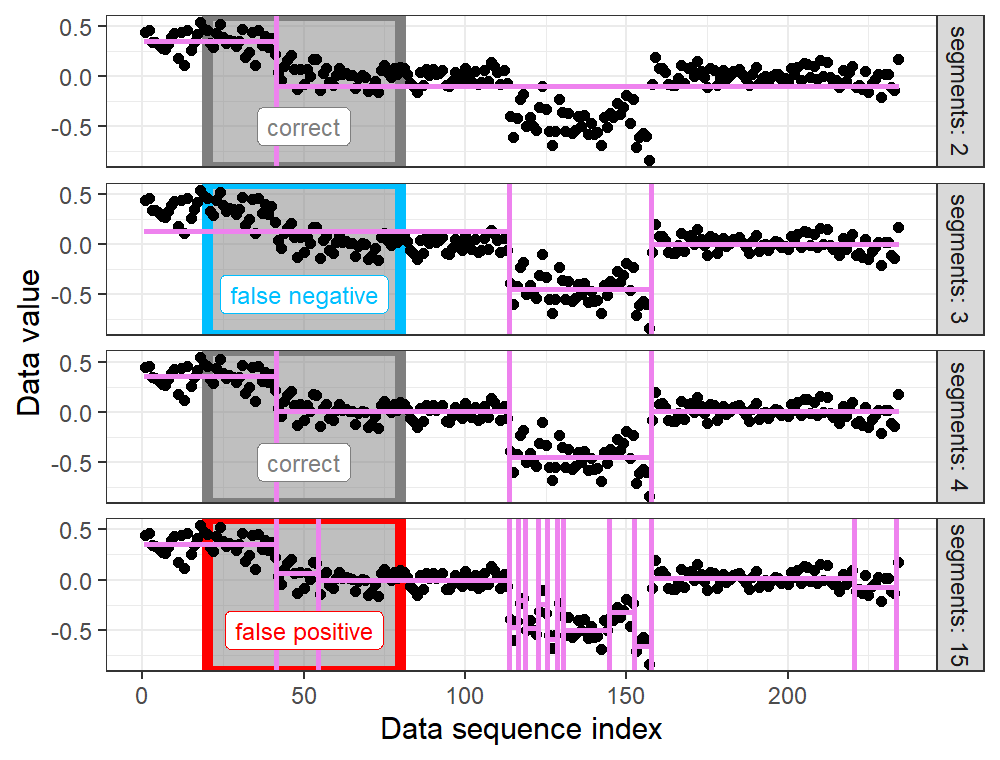 0.5
0.0
-0.5
correct
segments: 2
0.5
0.0
-0.5
false negative
segments: 3
0.5
0.0
-0.5
correct
segments: 4
0.5
0.0
-0.5
false positive
segments: 15
Data value
0 50 100 150 200
Data sequence index